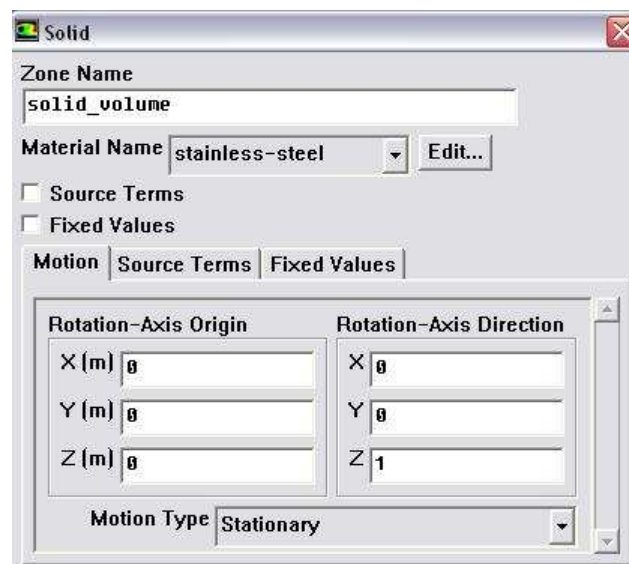 Solid
Zone Name
solid_volume
Material Name stainless-steel Edit...
Source Terms
Fixed Values
Motion Source Terms Fixed Values
Rotation-Axis Origin Rotation-Axis Direction
X (m) 0 X 0
Y (m) 0 Y 0
Z (m) 0 Z 1
Motion Type Stationary